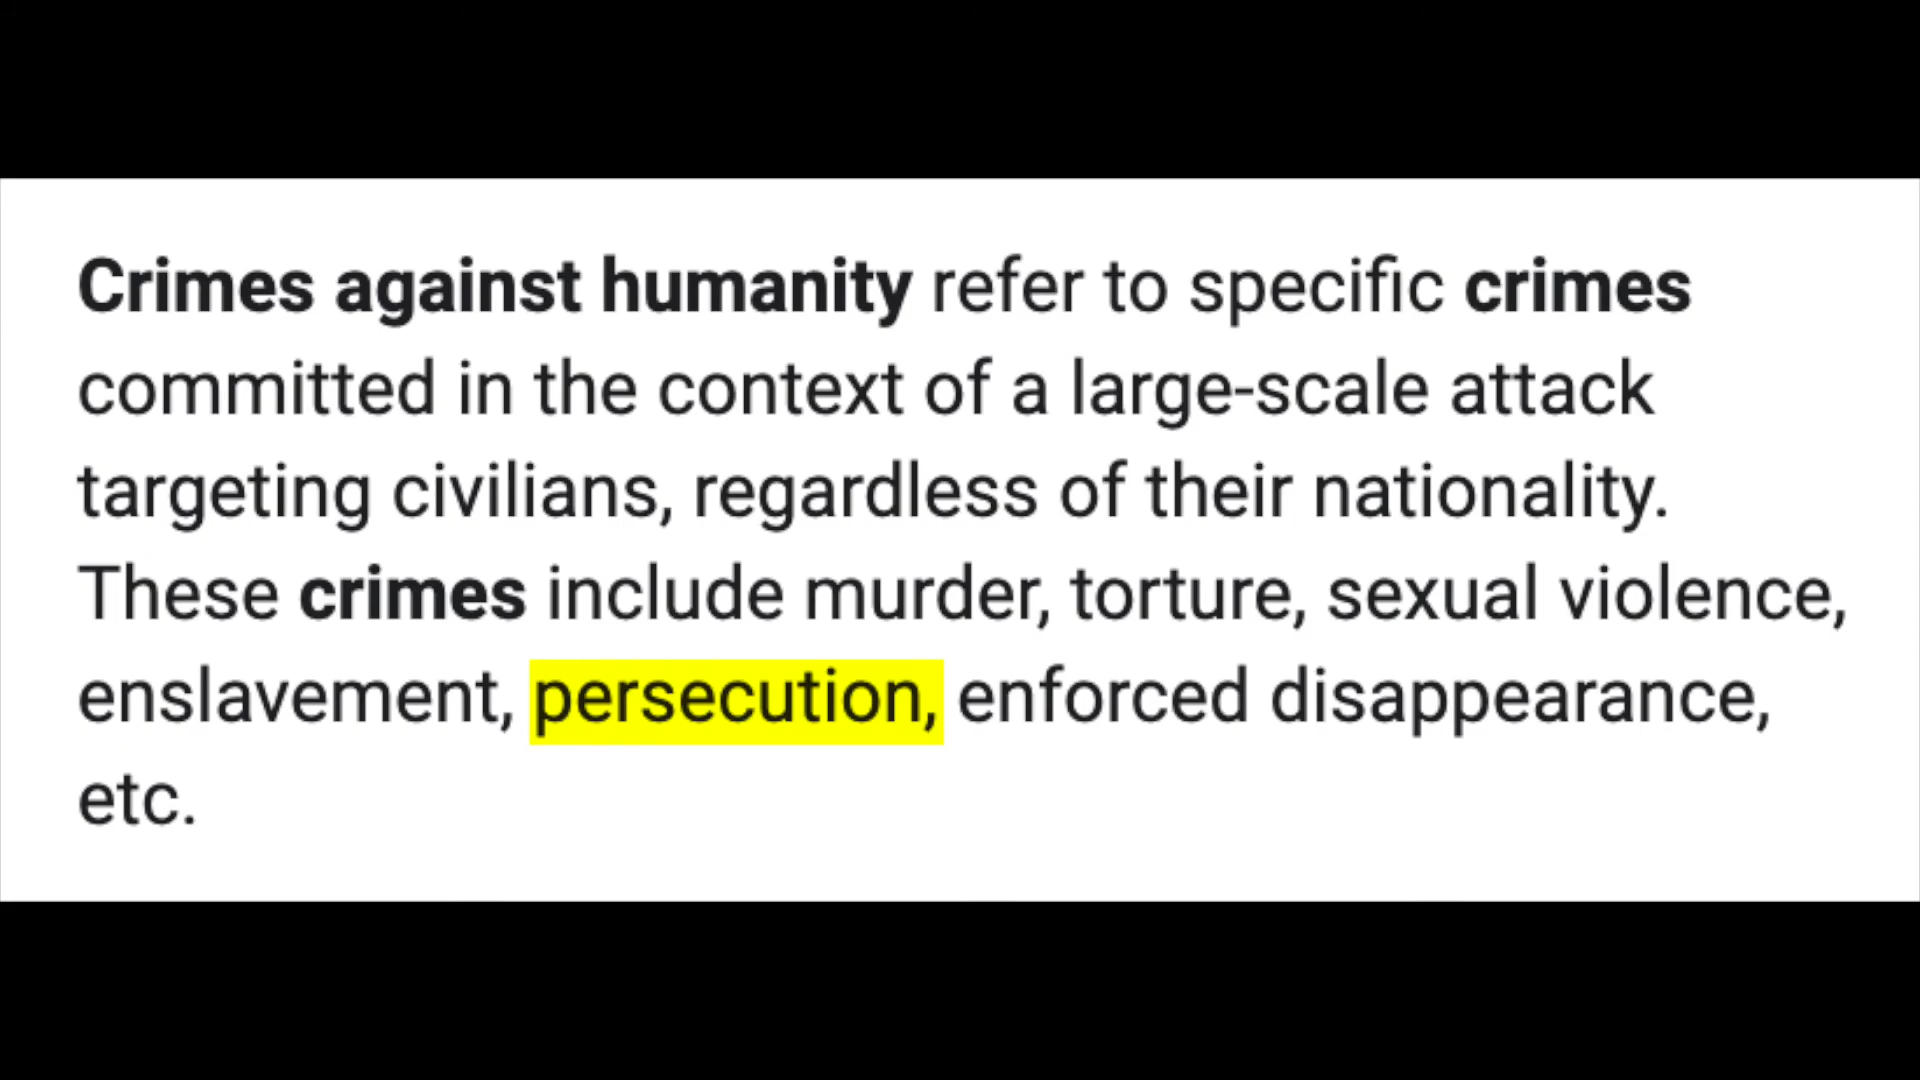 Crimes against humanity refer to specific crimes
committed in the context of a large-scale attack
targeting civilians, regardless of their nationality.
These crimes include murder, torture, sexual violence,
enslavement, persecution, enforced disappearance,
etc.